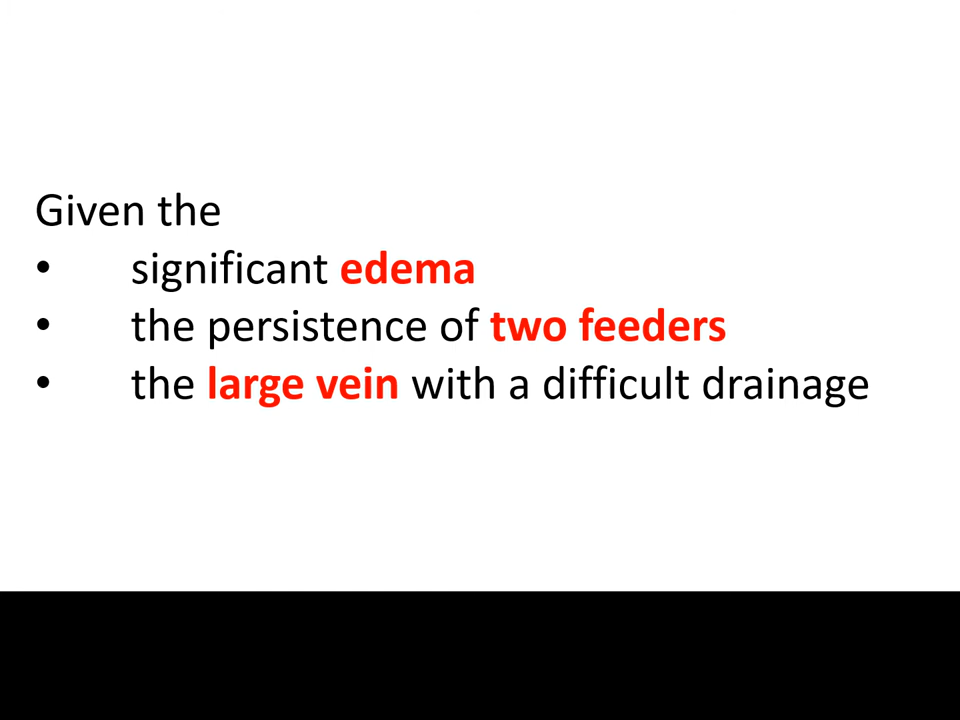 Given the
• significant edema
• the persistence of two feeders
• the large vein with a difficult drainage